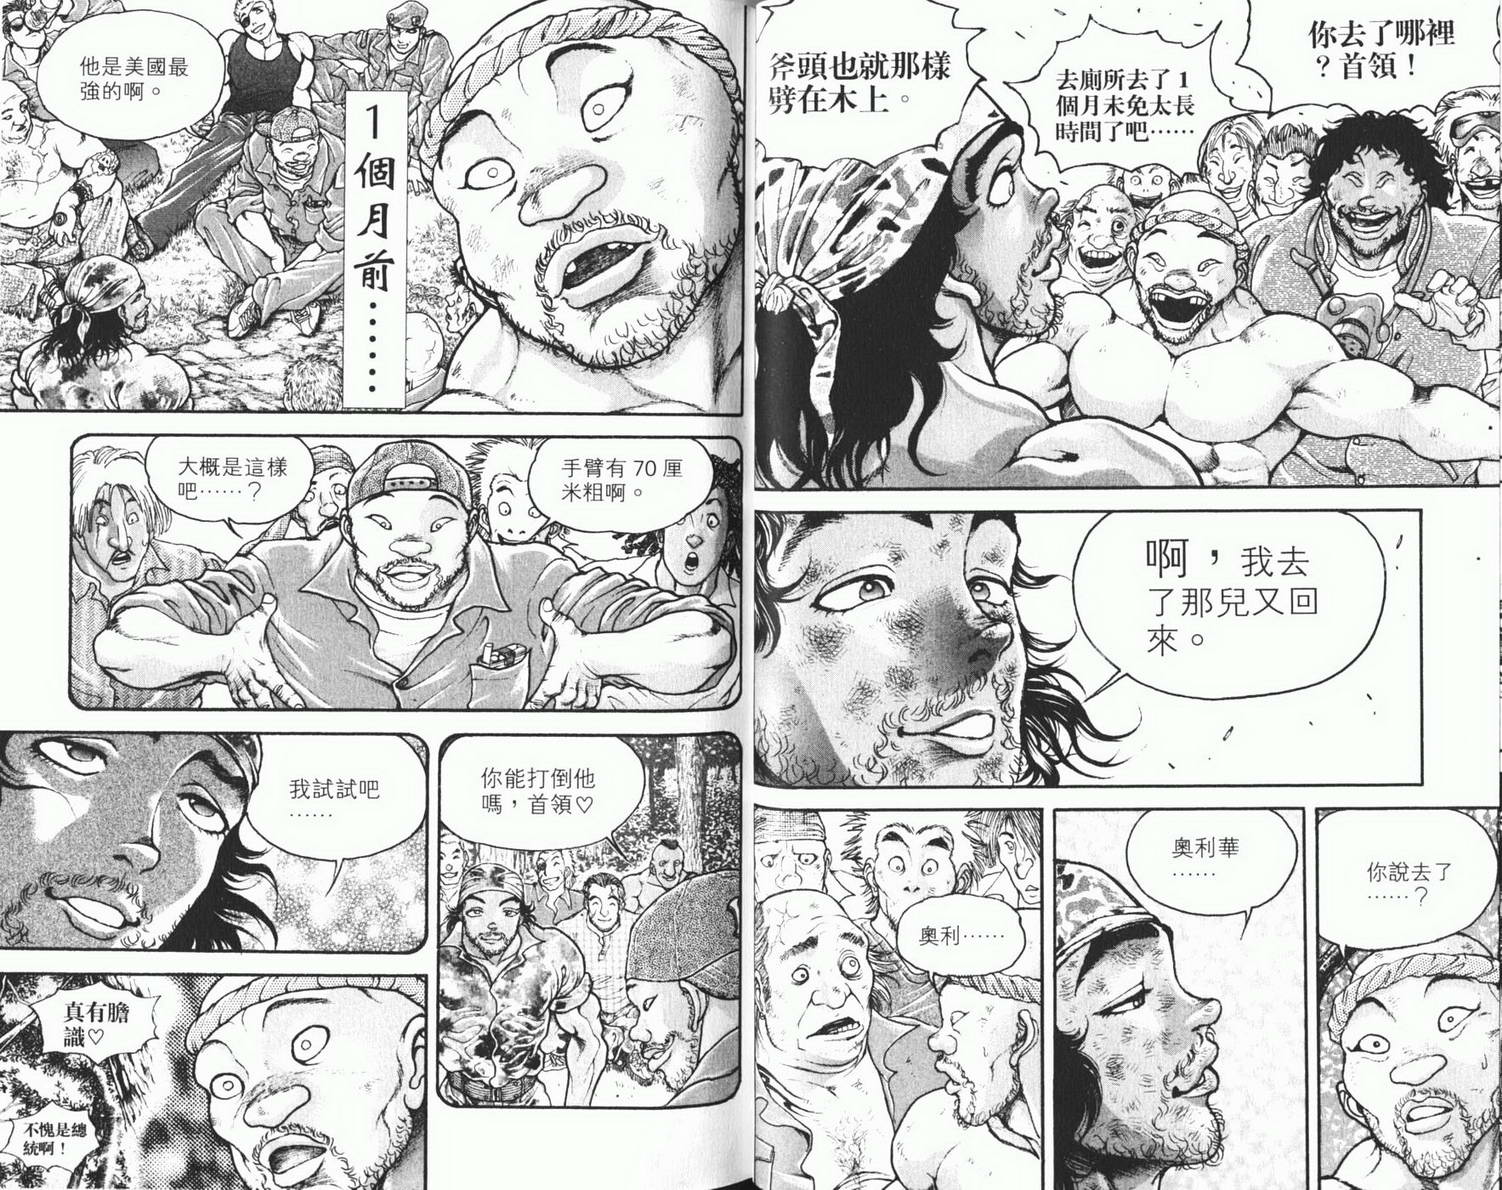 你去了哪裡
？首領！
去廁所去了1
個月未免太長
時間了吧……
斧頭也就那樣
劈在木上。
啊，我去
了那兒又回
來。
你說去了
……？
奧利華
……
奧利……
他是美國最
強的啊。
1個月前……
手臂有70厘
米粗啊。
大概是這樣
吧……？
你能打倒他
嗎，首領♡
我試試吧
……
真有膽
識♡
不愧是總
統啊！